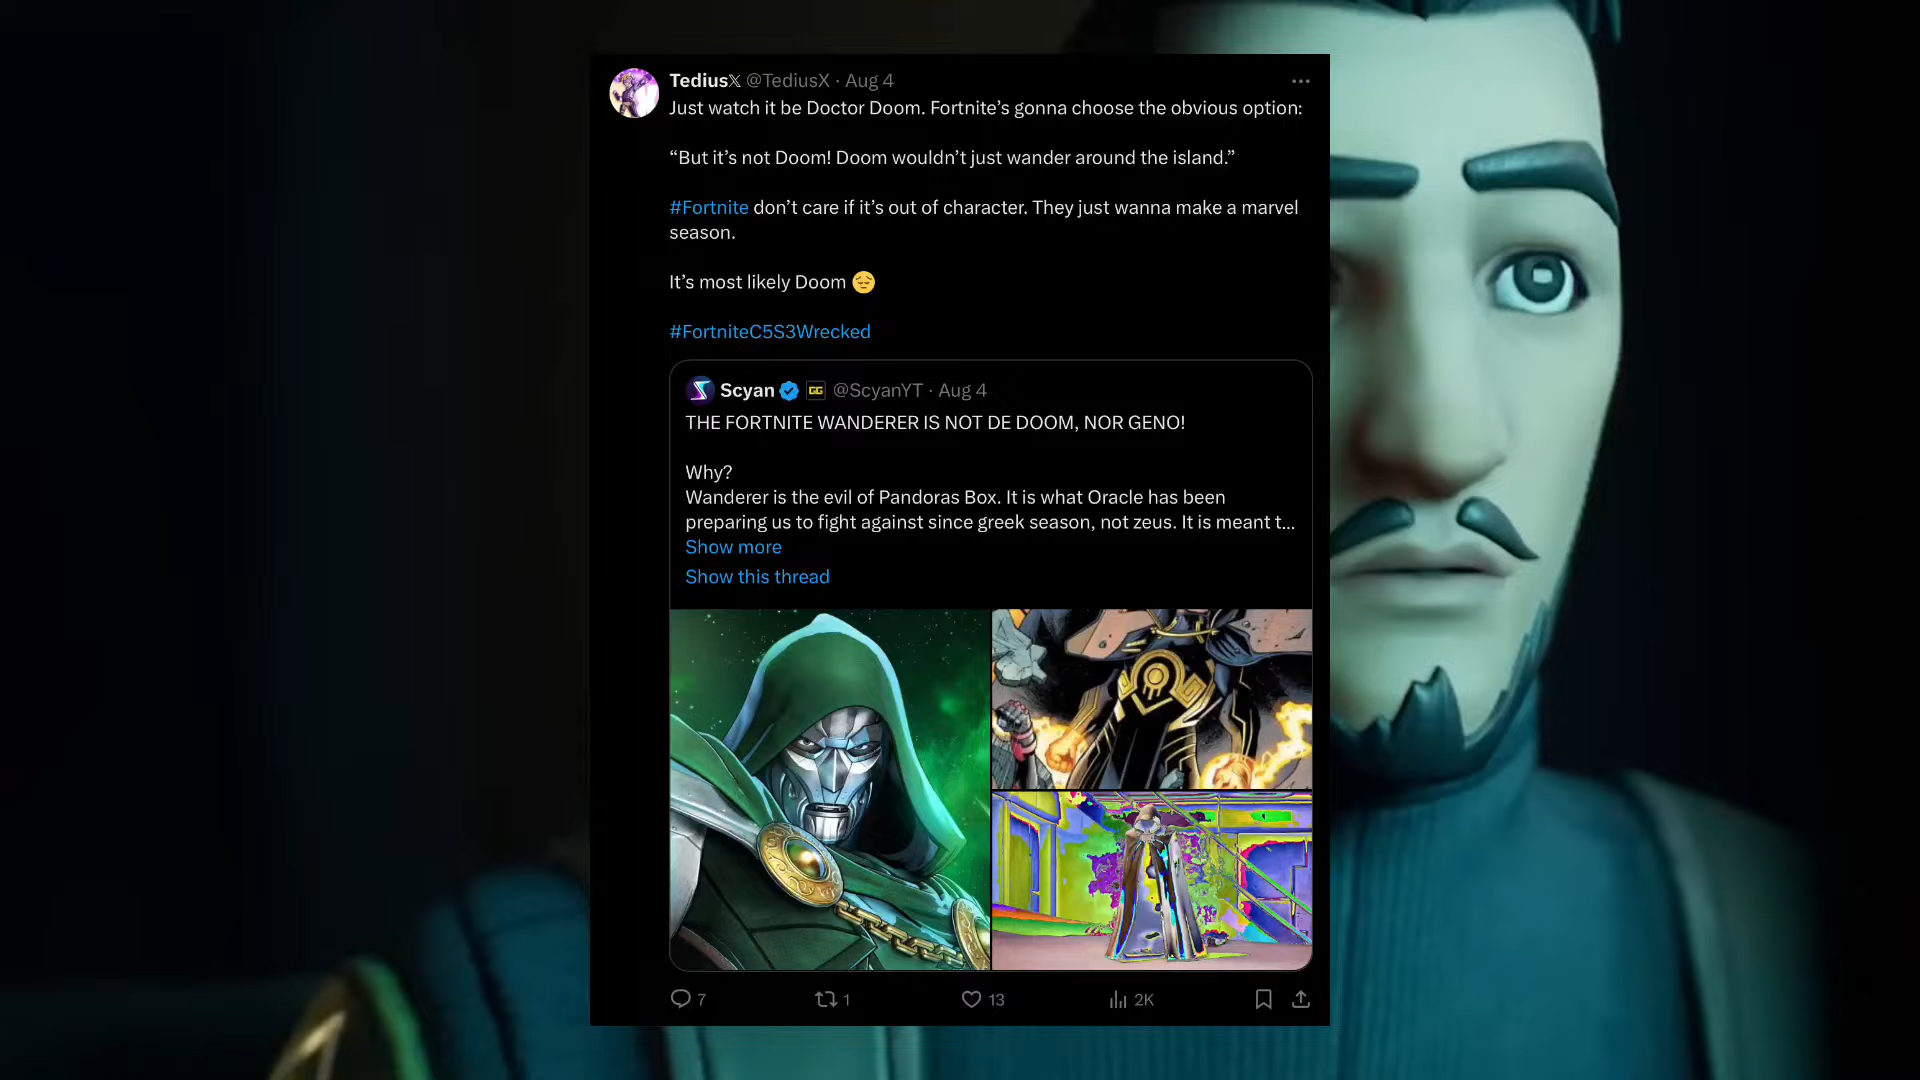 TediusX @TediusX · Aug 4
Just watch it be Doctor Doom. Fortnite’s gonna choose the obvious option:
“But it’s not Doom! Doom wouldn’t just wander around the island.”
#Fortnite don’t care if it’s out of character. They just wanna make a marvel
season.
It’s most likely Doom 😔
#FortniteC5S3Wrecked
Scyan GG @ScyanYT · Aug 4
THE FORTNITE WANDERER IS NOT DE DOOM, NOR GENO!
Why?
Wanderer is the evil of Pandoras Box. It is what Oracle has been
preparing us to fight against since greek season, not zeus. It is meant t...
Show more
Show this thread
7 1 13 2K